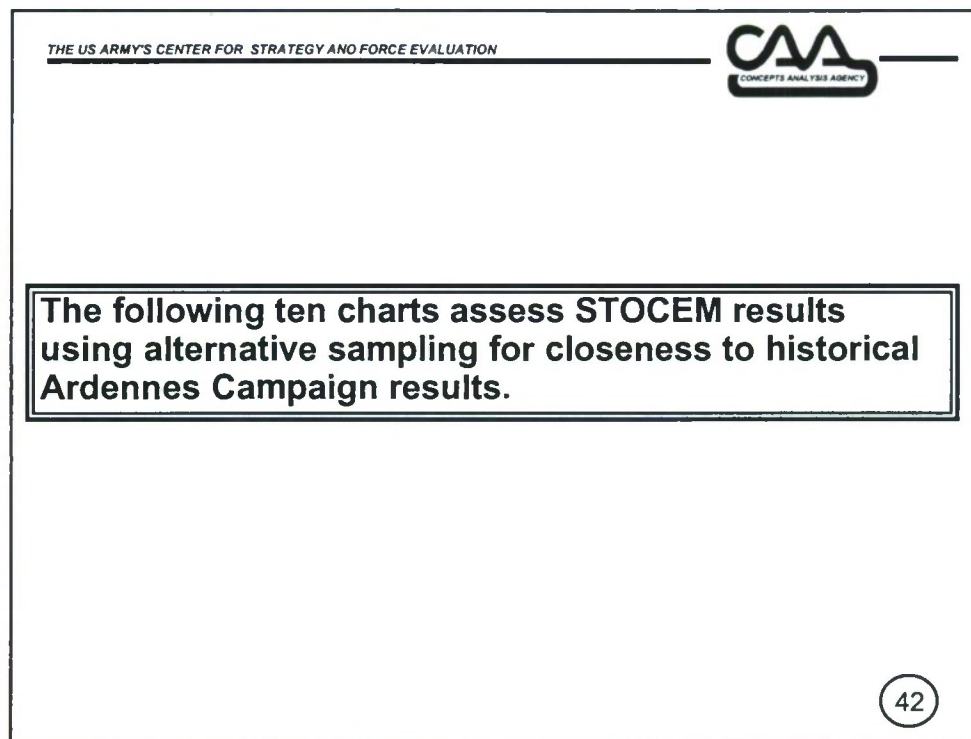 THE US ARMY'S CENTER FOR STRATEGY ANO FORCE EVALUATION
CAA
CONCEPTS ANALYSIS AGENCY
The following ten charts assess STOCEM results
using alternative sampling for closeness to historical
Ardennes Campaign results.
42